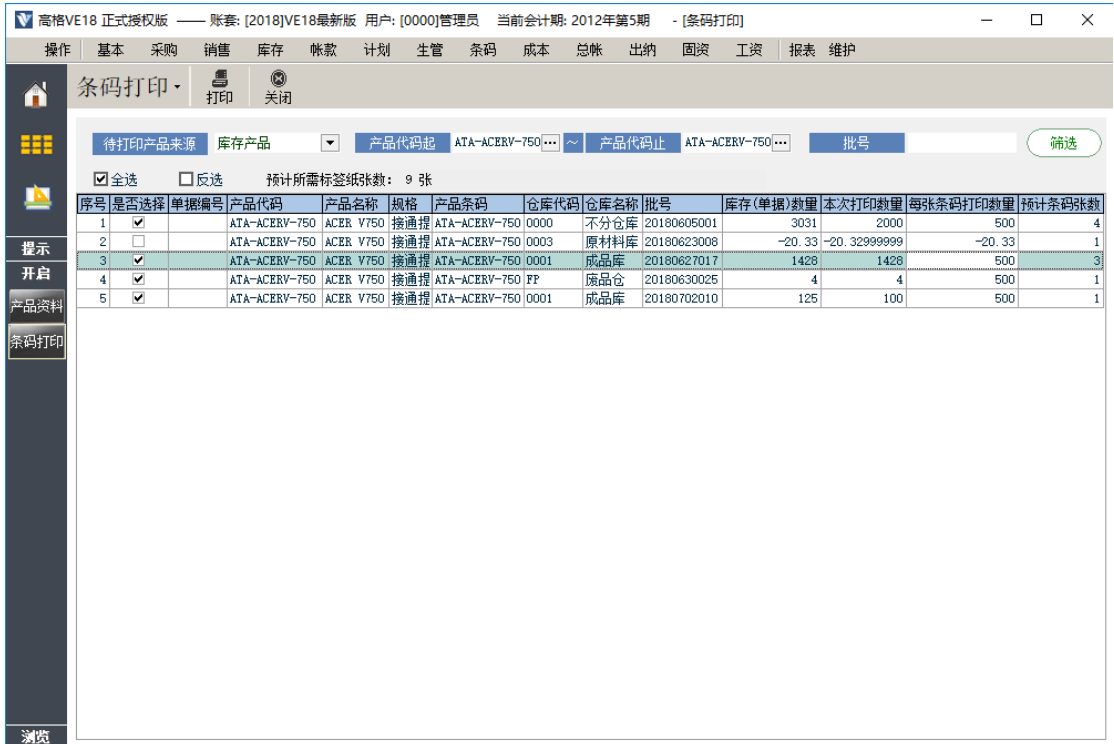 高格VE18 正式授权版 —— 账套: [2018]VE18最新版 用户: [0000]管理员 当前会计期: 2012年第5期 - [条码打印]
操作 基本 采购 销售 库存 帐款 计划 生管 条码 成本 总帐 出纳 固资 工资 报表 维护
条码打印 打印 关闭
待打印产品来源 库存产品 产品代码起 ATA-ACERV-750 ... ~ 产品代码止 ATA-ACERV-750 ... 批号 筛选
全选 反选 预计所需标签纸张数: 9 张
序号 是否选择 单据编号 产品代码 产品名称 规格 产品条码 仓库代码 仓库名称 批号 库存(单据)数量 本次打印数量 每张条码打印数量 预计条码张数
1 ATA-ACERV-750 ACER V750 接通提 ATA-ACERV-750 0000 不分仓库 20180605001 3031 2000 500 4
2 ATA-ACERV-750 ACER V750 接通提 ATA-ACERV-750 0003 原材料库 20180623008 -20.33 -20.32999999 -20.33 1
3 ATA-ACERV-750 ACER V750 接通提 ATA-ACERV-750 0001 成品库 20180627017 1428 1428 500 3
4 ATA-ACERV-750 ACER V750 接通提 ATA-ACERV-750 FP 废品仓 20180630025 4 4 500 1
5 ATA-ACERV-750 ACER V750 接通提 ATA-ACERV-750 0001 成品库 20180702010 125 100 500 1
提示
开启
产品资料
条码打印
浏览